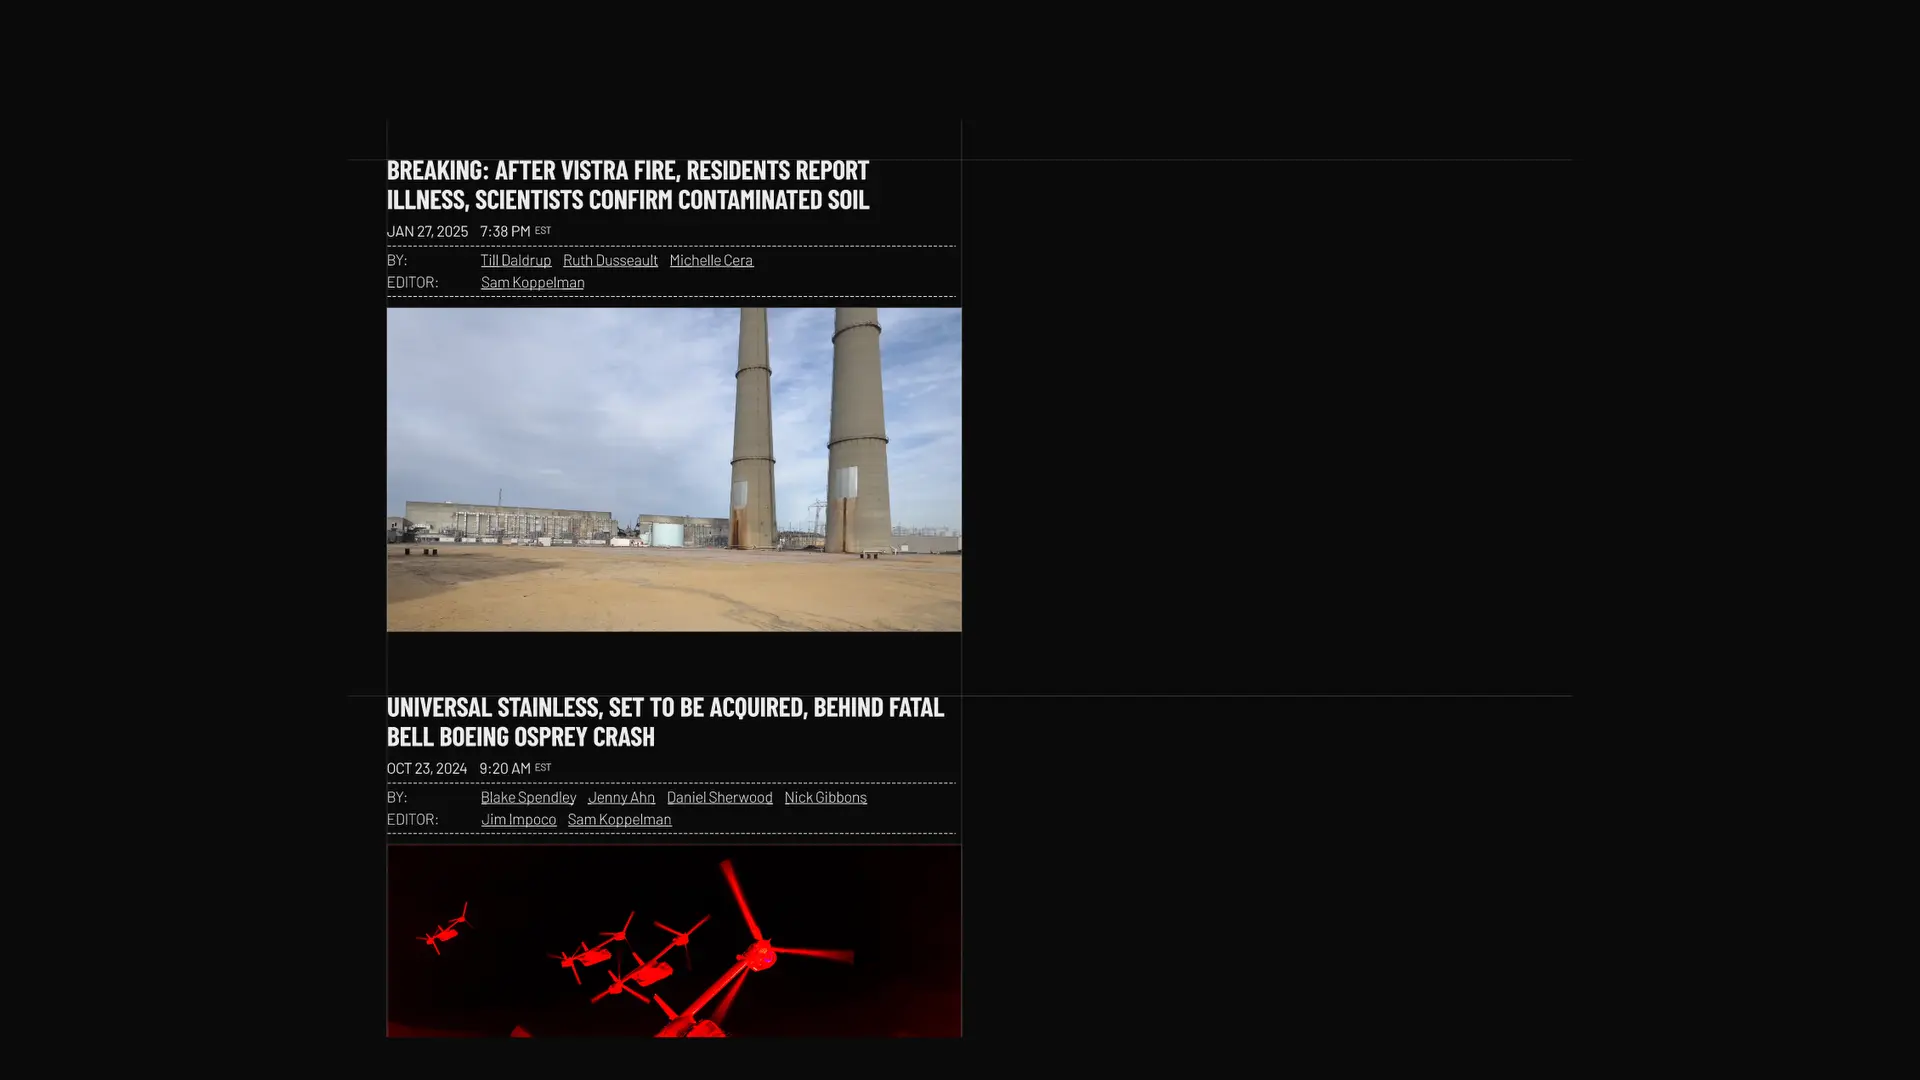 BREAKING: AFTER VISTRA FIRE, RESIDENTS REPORT
ILLNESS, SCIENTISTS CONFIRM CONTAMINATED SOIL
JAN 27, 2025 7:38 PM EST
BY: Till Daldrup Ruth Dusseault Michelle Cera
EDITOR: Sam Koppelman
UNIVERSAL STAINLESS, SET TO BE ACQUIRED, BEHIND FATAL
BELL BOEING OSPREY CRASH
OCT 23, 2024 9:20 AM EST
BY: Blake Spendley Jenny Ahn Daniel Sherwood Nick Gibbons
EDITOR: Jim Impoco Sam Koppelman